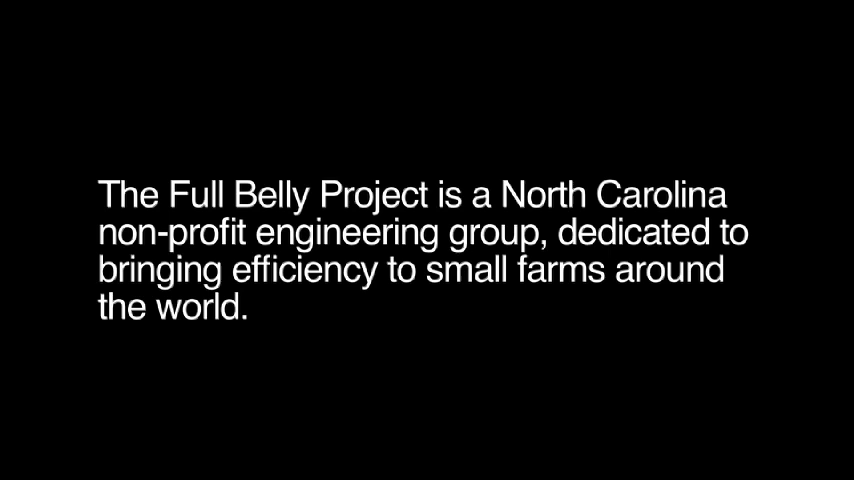 The Full Belly Project is a North Carolina
non-profit engineering group, dedicated to
bringing efficiency to small farms around
the world.